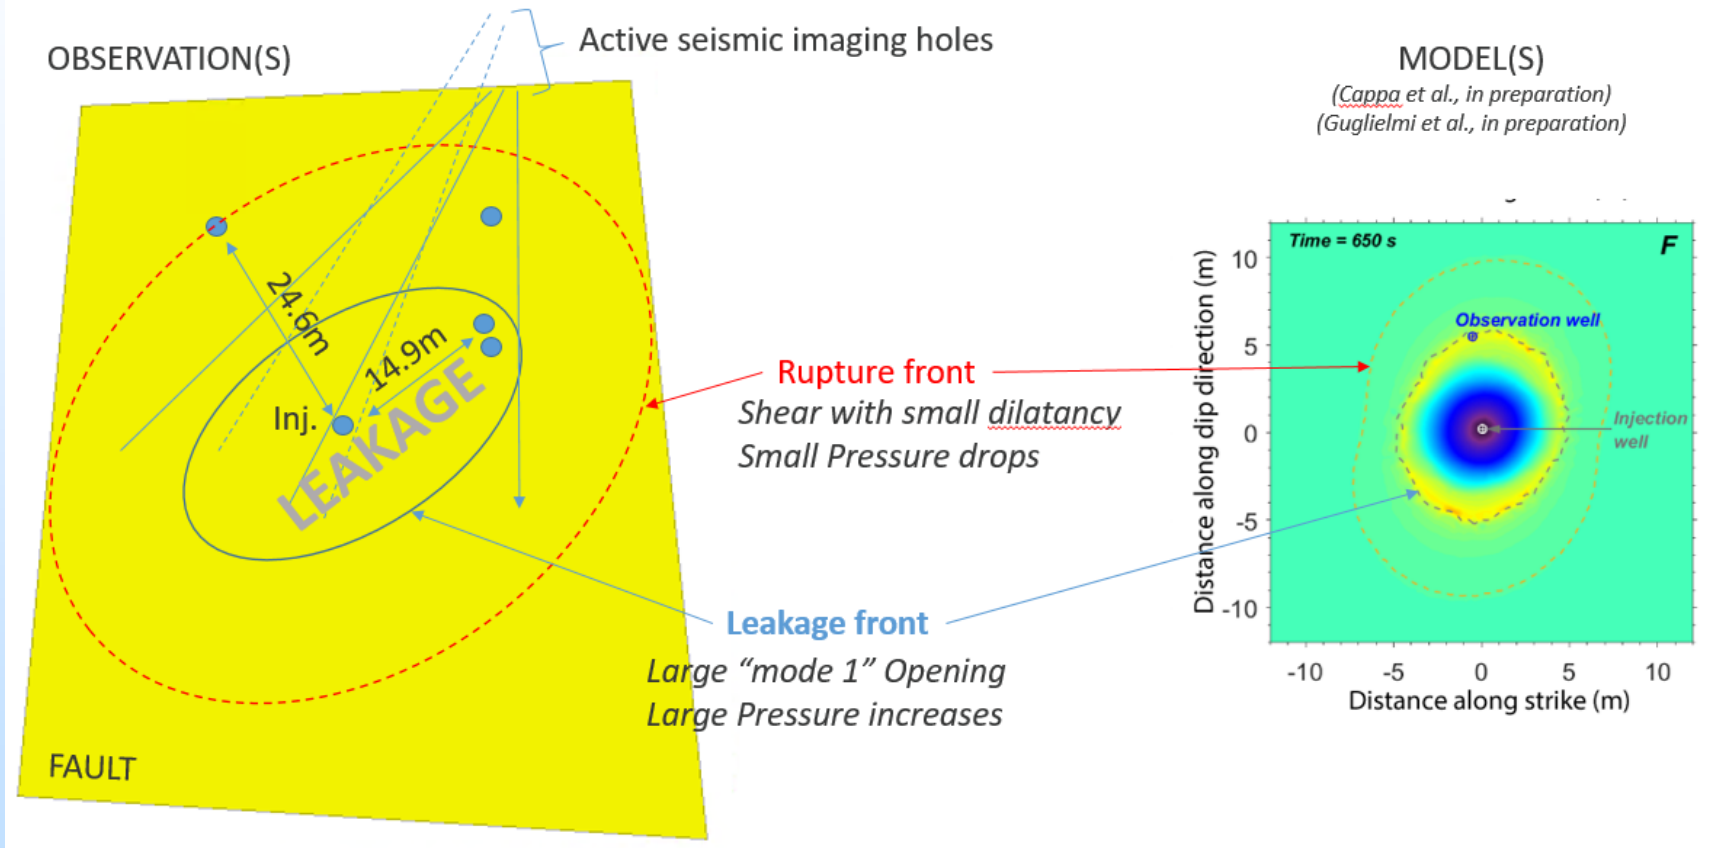 OBSERVATION(S)
Active seismic imaging holes
24.6m
14.9m
Inj.
LEAKAGE
FAULT
Rupture front
Shear with small dilatancy
Small Pressure drops
Leakage front
Large “mode 1” Opening
Large Pressure increases
MODEL(S)
(Cappa et al., in preparation)
(Guglielmi et al., in preparation)
Time = 650 s
F
Observation well
Injection
well
Distance along dip direction (m)
10
5
0
-5
-10
-10 -5 0 5 10
Distance along strike (m)